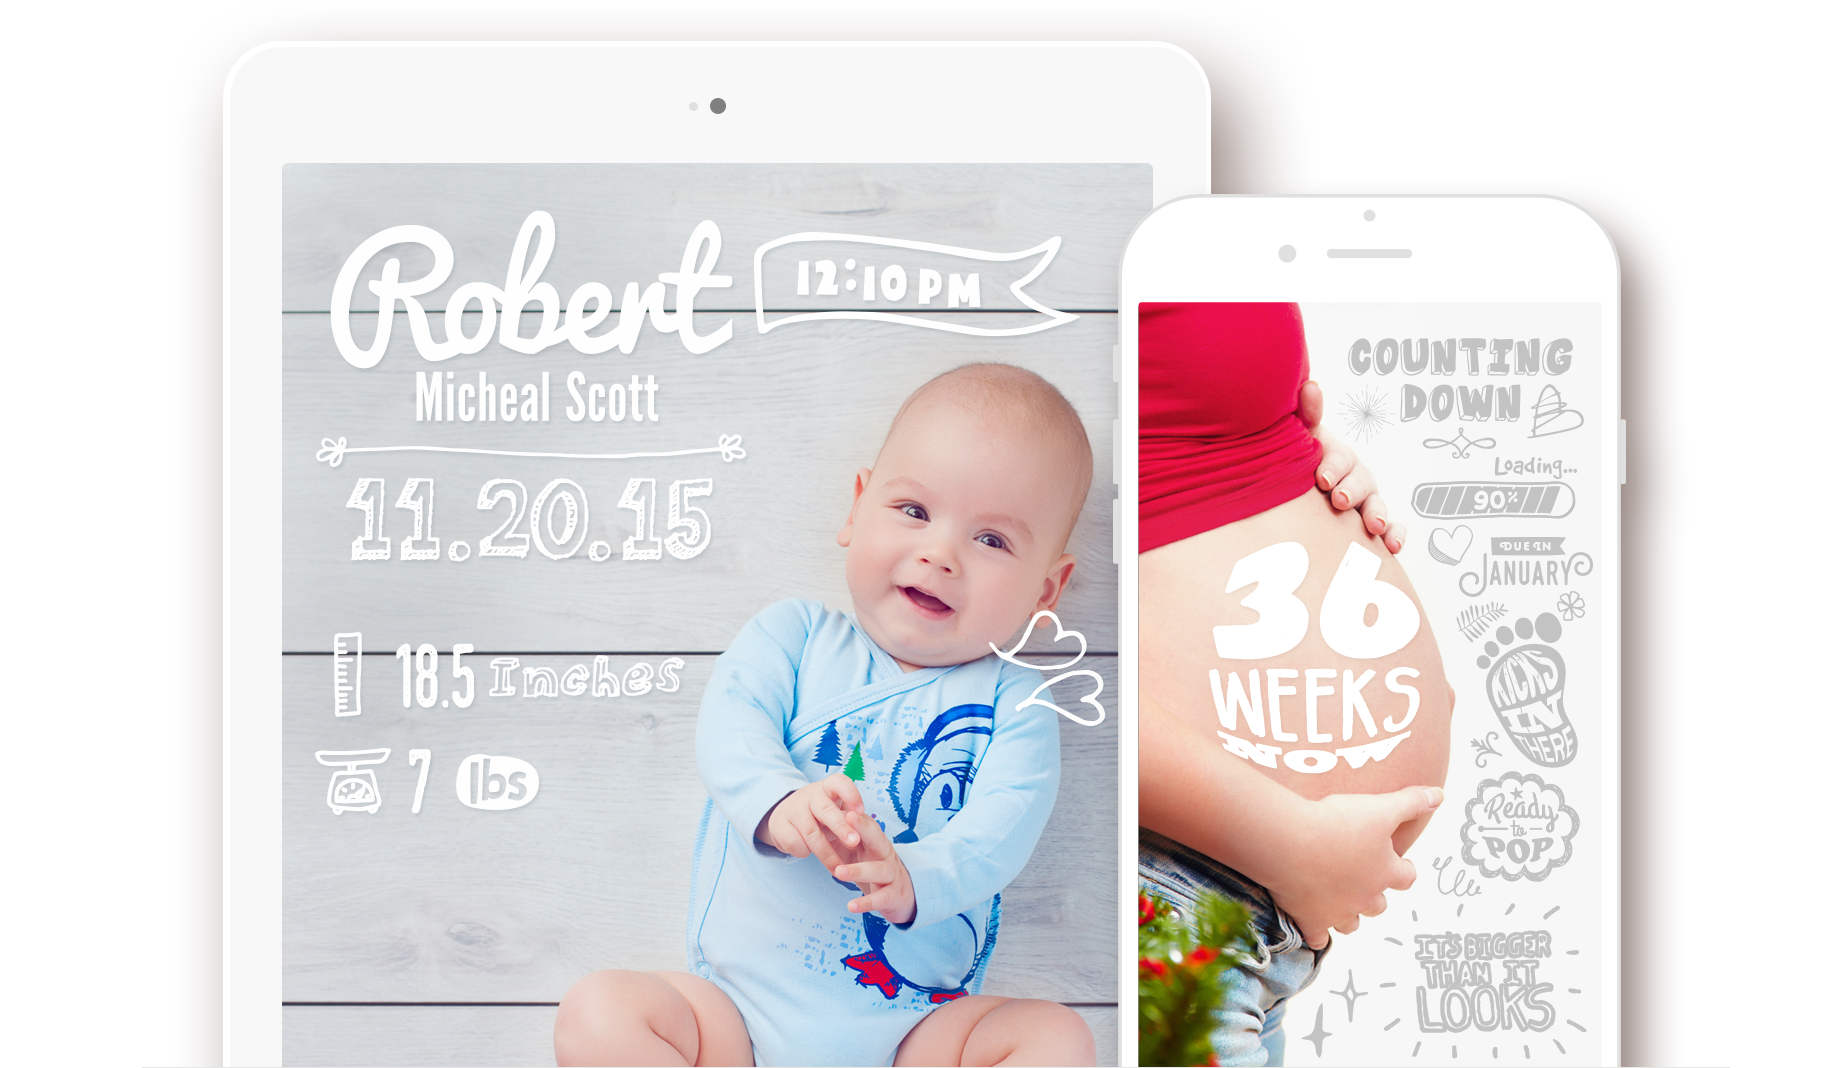 Robert
12:10 PM
Micheal Scott
11.20.15
18.5 Inches
7 lbs
COUNTING
DOWN
Loading...
90%
DUE IN
JANUARY
36
WEEKS
NOW
KICKS
IN
HERE
Ready
to
POP
IT'S BIGGER
THAN IT
LOOKS